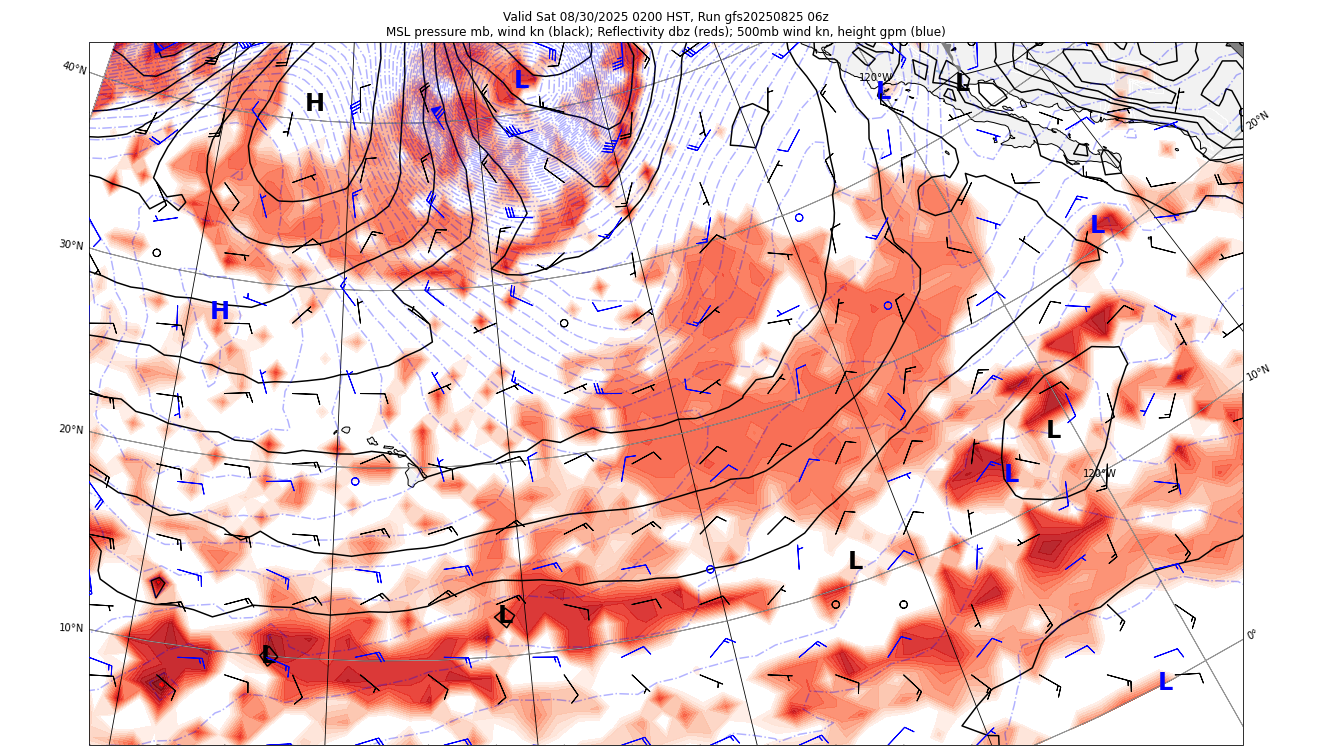 Valid Sat 08/30/2025 0200 HST, Run gfs20250825 06z
MSL pressure mb, wind kn (black); Reflectivity dbz (reds); 500mb wind kn, height gpm (blue)
40°N
H
L
120°W
L
L
20°N
30°N
L
H
10°N
20°N
L
L
120°W
L
L
10°N
L
0°
L